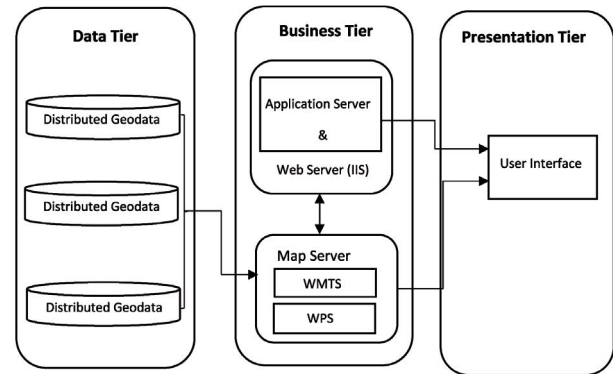 Data Tier
Distributed Geodata
Distributed Geodata
Distributed Geodata
Business Tier
Application Server
&
Web Server (IIS)
Map Server
WMTS
WPS
Presentation Tier
User Interface